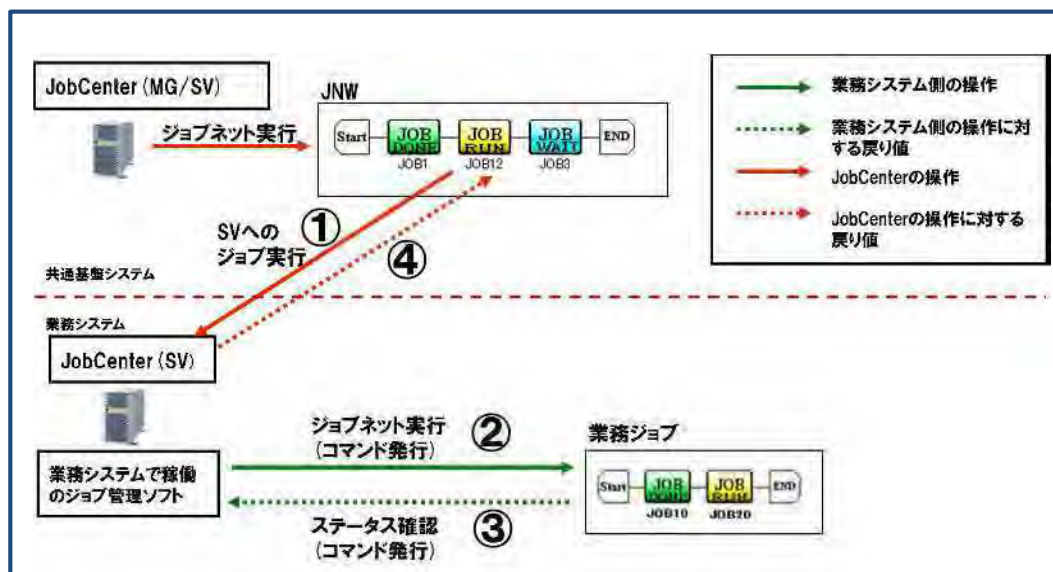 JobCenter (MG/SV)
ジョブネット実行
JNW
Start
JOB DONE
JOB RUN
JOB WAIT
END
JOB1
JOB12
JOB3
業務システム側の操作
業務システム側の操作に対
する戻り値
JobCenterの操作
JobCenterの操作に対する
戻り値
①
SVへの
ジョブ実行
④
共通基盤システム
業務システム
JobCenter (SV)
ジョブネット実行
(コマンド発行)
②
業務ジョブ
業務システムで稼働
のジョブ管理ソフト
Start
JOB DONE
JOB RUN
END
JOB10
JOB20
ステータス確認
(コマンド発行)
③